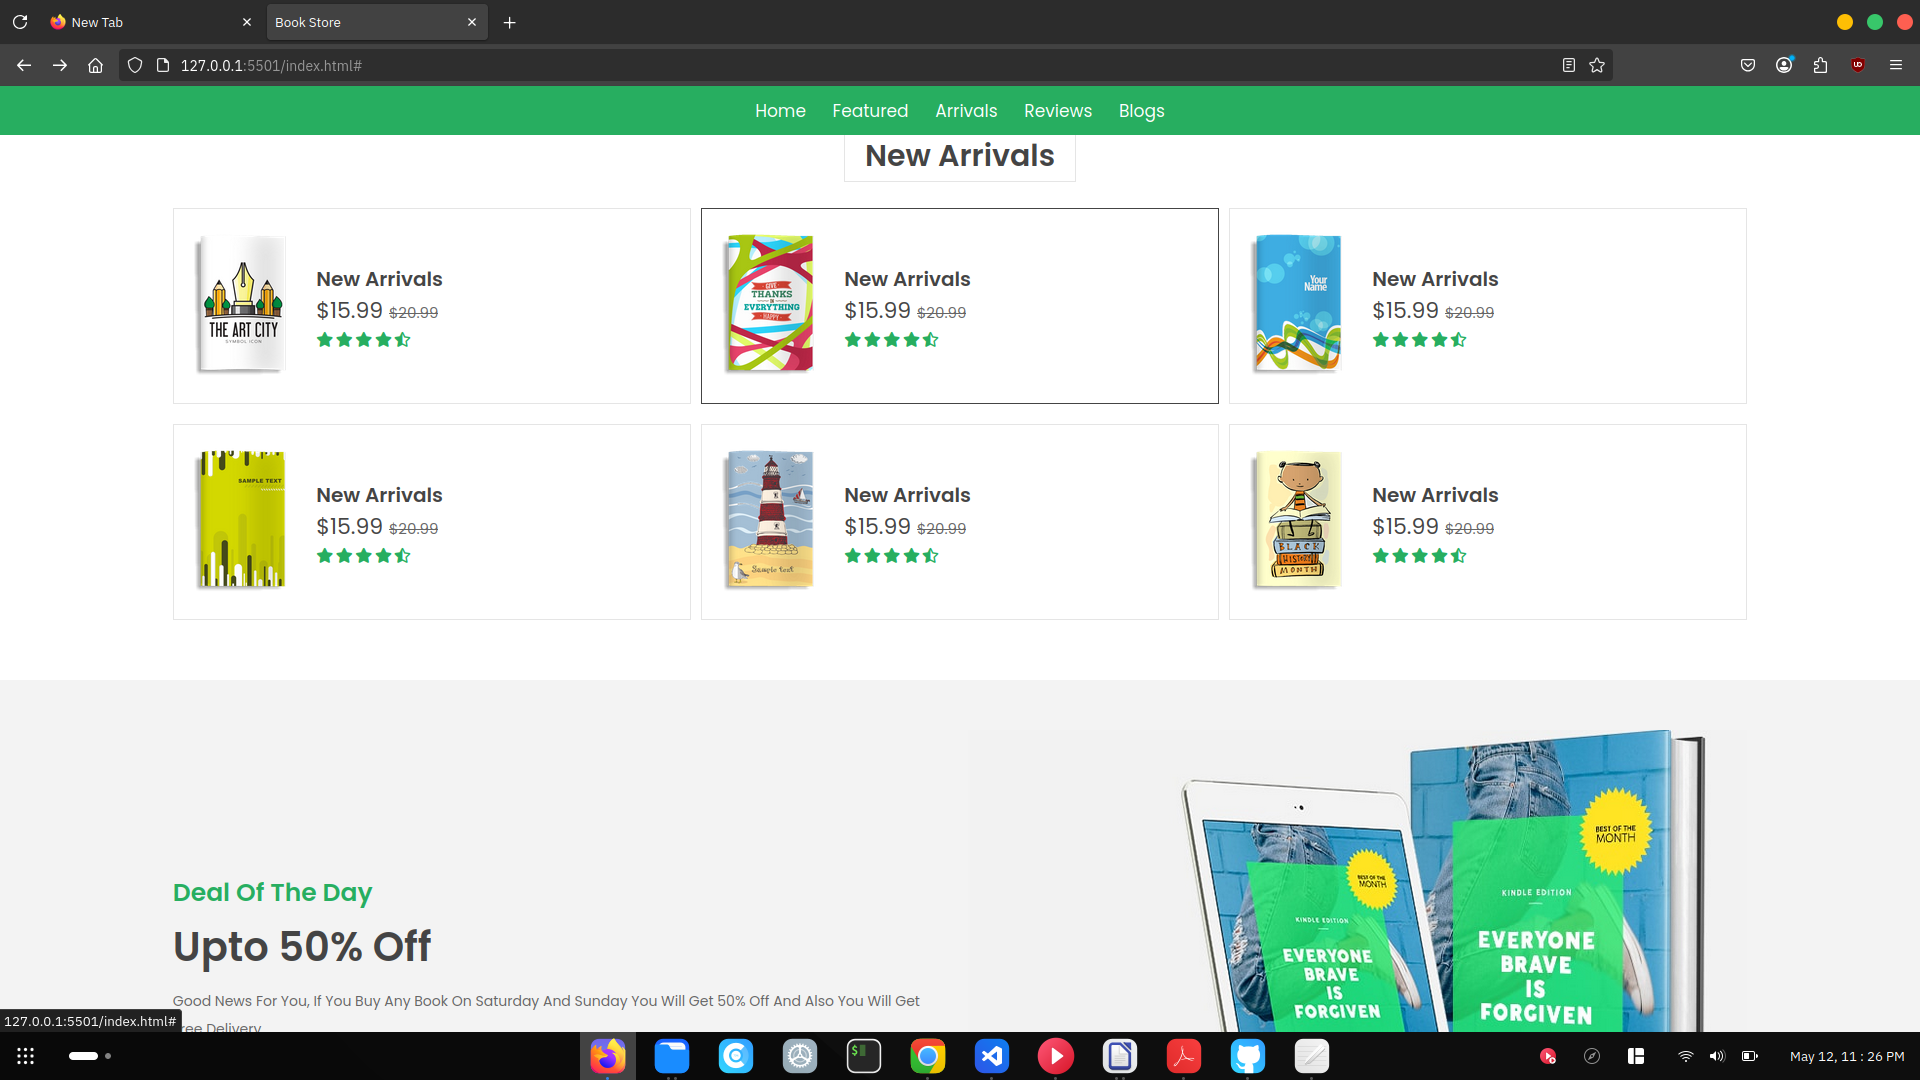 New Tab
Book Store
127.0.0.1:5501/index.html#
Home Featured Arrivals Reviews Blogs
New Arrivals
THE ART CITY
SYMBOL ICON
New Arrivals
$15.99 $20.99
GIVE
THANKS
IN
EVERYTHING
HAPPY
New Arrivals
$15.99 $20.99
Your
Name
New Arrivals
$15.99 $20.99
SAMPLE TEXT
New Arrivals
$15.99 $20.99
Sample text
New Arrivals
$15.99 $20.99
BLACK
HISTORY
MONTH
New Arrivals
$15.99 $20.99
Deal Of The Day
Upto 50% Off
Good News For You, If You Buy Any Book On Saturday And Sunday You Will Get 50% Off And Also You Will Get
ree Delivery
BEST OF THE
MONTH
KINDLE EDITION
EVERYONE
BRAVE
IS
FORGIVEN
BEST OF THE
MONTH
KINDLE EDITION
EVERYONE
BRAVE
IS
FORGIVEN
127.0.0.1:5501/index.html#
May 12, 11 : 26 PM